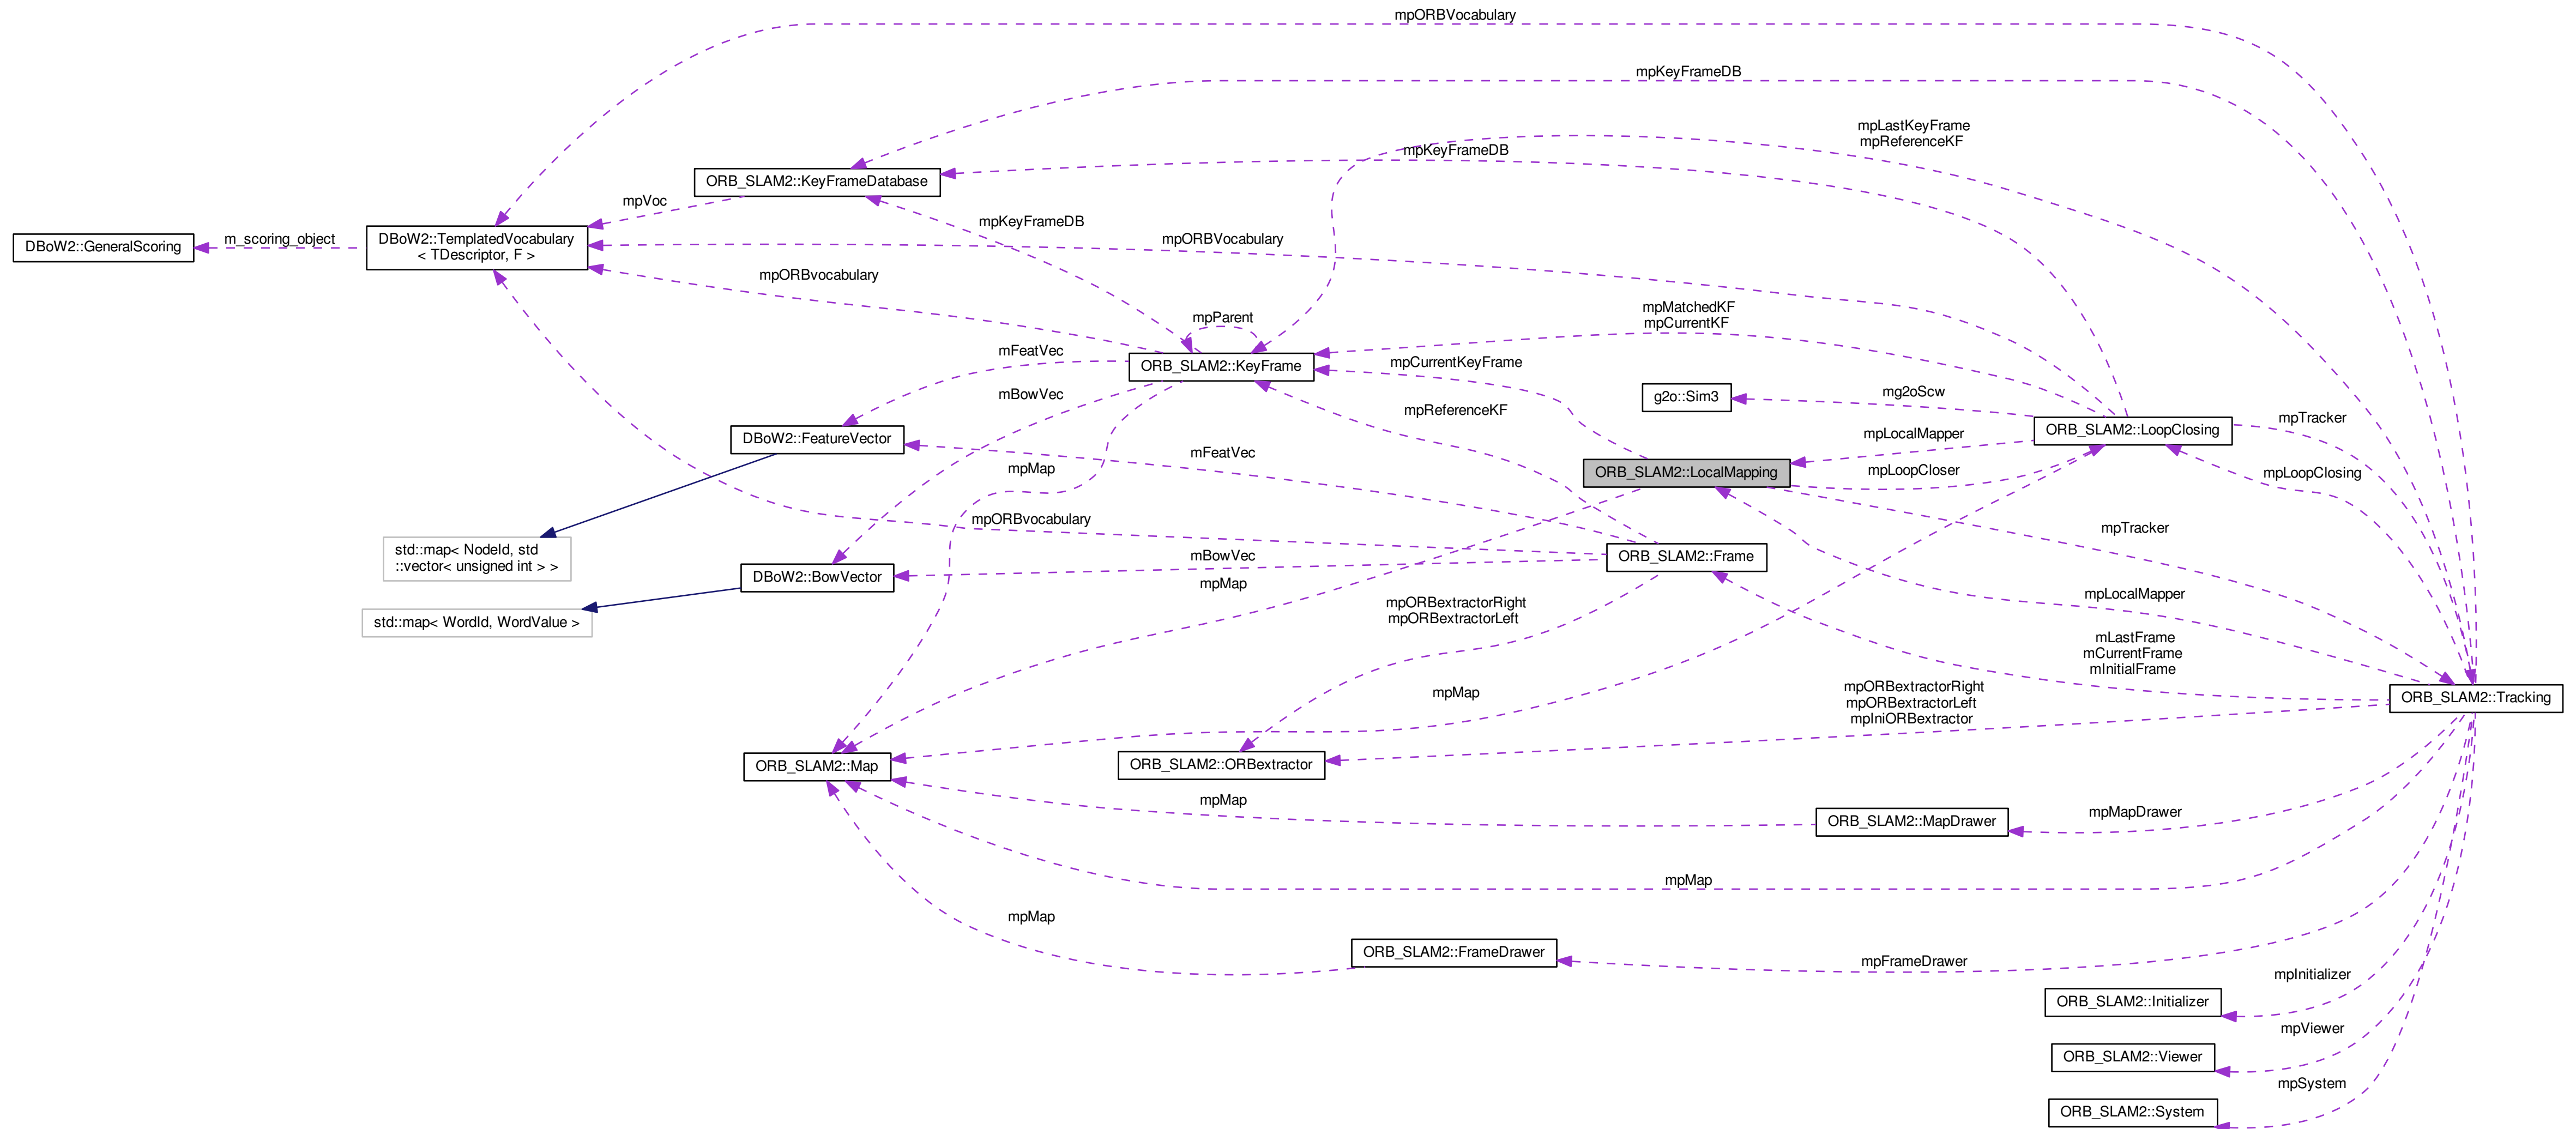 mpORBVocabulary
mpKeyFrameDB
mpLastKeyFrame
mpReferenceKF
mpKeyFrameDB
ORB_SLAM2::KeyFrameDatabase
mpVoc
mpKeyFrameDB
DBoW2::GeneralScoring
m_scoring_object
DBoW2::TemplatedVocabulary
< TDescriptor, F >
mpORBVocabulary
mpORBvocabulary
mpParent
mpMatchedKF
mpCurrentKF
mFeatVec
mpCurrentKeyFrame
ORB_SLAM2::KeyFrame
mBowVec
g2o::Sim3
mg2oScw
mpReferenceKF
mpTracker
DBoW2::FeatureVector
mpLocalMapper
ORB_SLAM2::LoopClosing
mFeatVec
mpMap
ORB_SLAM2::LocalMapping
mpLoopCloser
mpLoopClosing
mpORBvocabulary
mpTracker
std::map< NodeId, std
::vector< unsigned int > >
mBowVec
ORB_SLAM2::Frame
DBoW2::BowVector
mpMap
mpLocalMapper
mpORBextractorRight
mpORBextractorLeft
std::map< WordId, WordValue >
mLastFrame
mCurrentFrame
mInitialFrame
mpMap
mpORBextractorRight
mpORBextractorLeft
mpIniORBextractor
ORB_SLAM2::Tracking
ORB_SLAM2::Map
ORB_SLAM2::ORBextractor
mpMap
ORB_SLAM2::MapDrawer
mpMapDrawer
mpMap
mpMap
ORB_SLAM2::FrameDrawer
mpFrameDrawer
mpInitializer
ORB_SLAM2::Initializer
mpViewer
ORB_SLAM2::Viewer
mpSystem
ORB_SLAM2::System